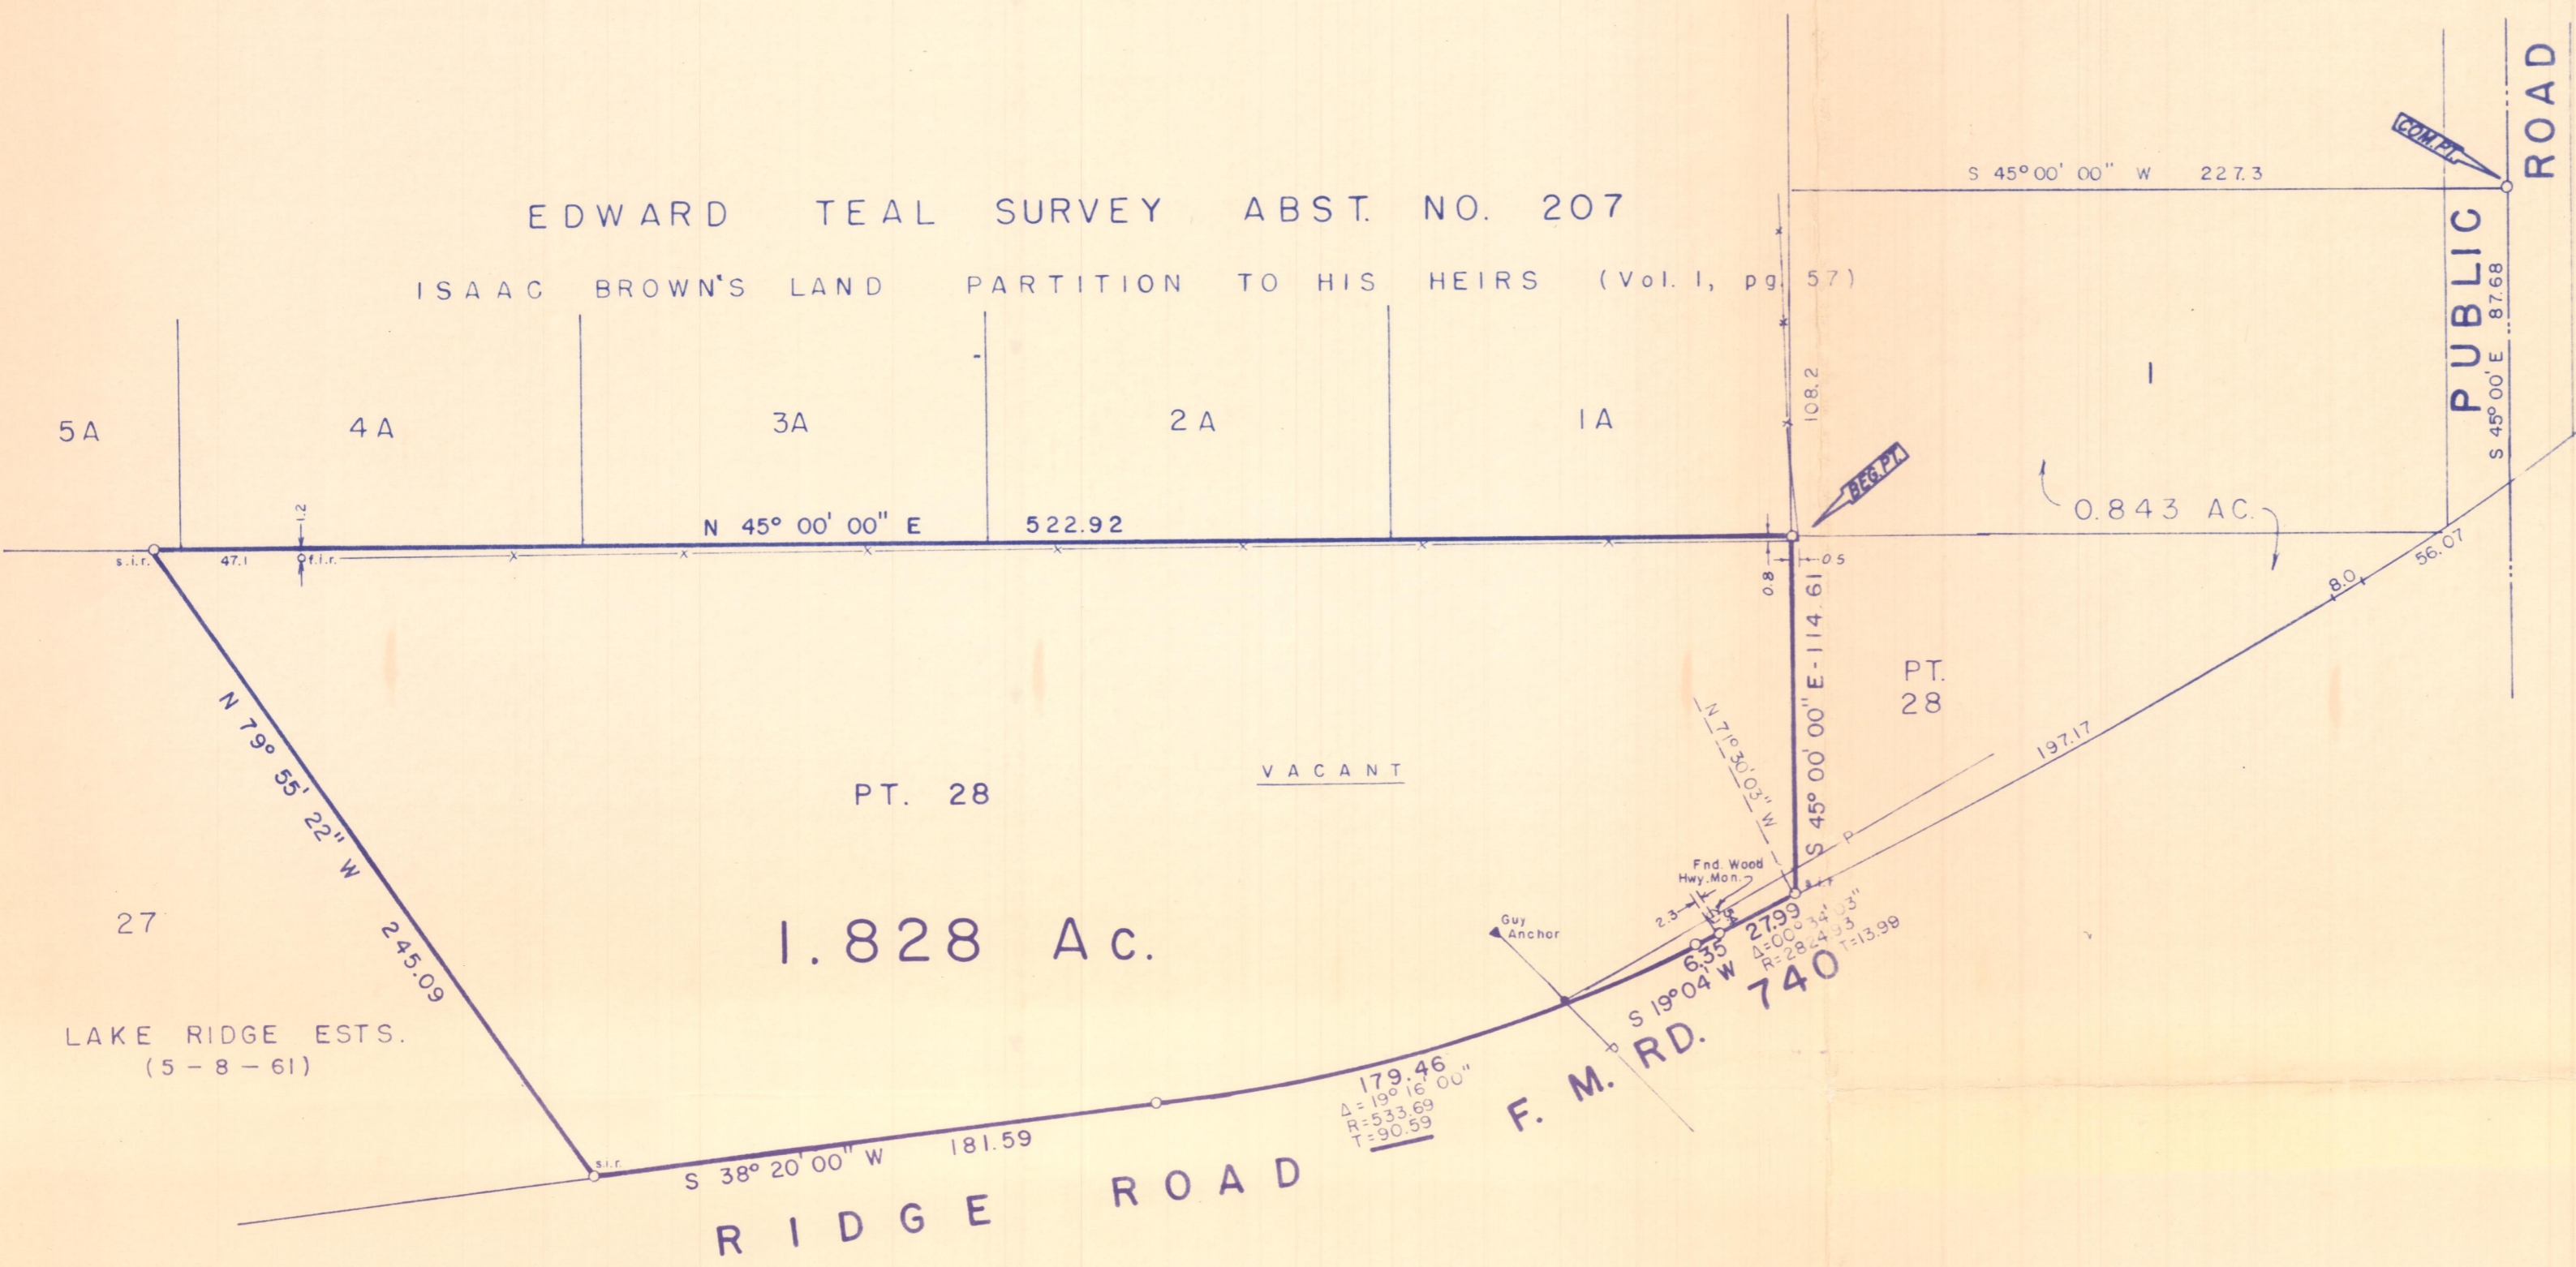 ROAD
PUBLIC
COM. PT.
S 45° 00' 00" W 227.3
S 45° 00' E 87.68
EDWARD TEAL SURVEY ABST. NO. 207
ISAAC BROWN'S LAND PARTITION TO HIS HEIRS (Vol. 1, pg. 57)
108.2
1
5A
4A
3A
2A
1A
BEG. PT.
0.843 AC.
N 45° 00' 00" E 522.92
1.2
s.i.r.
47.1
f.i.r.
0.8
0.5
56.07
8.0
197.17
S 45° 00' 00" E - 114.61
PT.
28
N 71° 30' 03" W
N 79° 55' 22" W 245.09
PT. 28
VACANT
1.828 Ac.
27
LAKE RIDGE ESTS.
(5-8-61)
Fnd. Wood
Hwy. Mon.
2.3
P
s.i.r.
27.99
Δ=00° 34' 03"
R=2824.93
T=13.99
6.35
S 19° 04' W
Guy
Anchor
P
179.46
Δ = 19° 16' 00"
R=533.69
T=90.59
F. M. RD. 740
s.i.r.
S 38° 20' 00" W 181.59
RIDGE ROAD